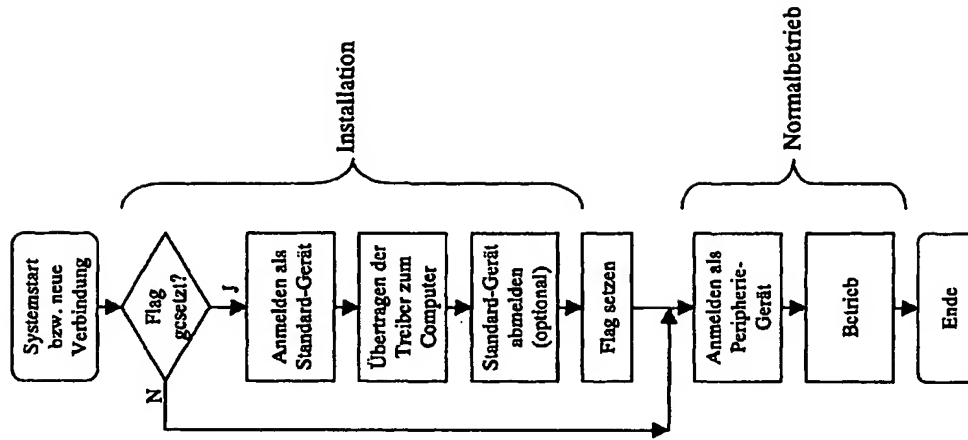 Systemstart
bzw. neue
Verbindung
Flag
gesetzt?
N
J
Anmelden als
Standard-Gerät
Übertragen der
Treiber zum
Computer
Standard-Gerät
abmelden
(optional)
Flag setzen
Installation
Anmelden als
Peripherie-
Gerät
Betrieb
Normalbetrieb
Ende